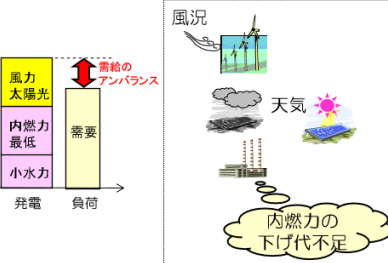 風力
太陽光
内燃力
最低
小水力
発電
需給の
アンバランス
需要
負荷
風況
天気
内燃力の
下げ代不足